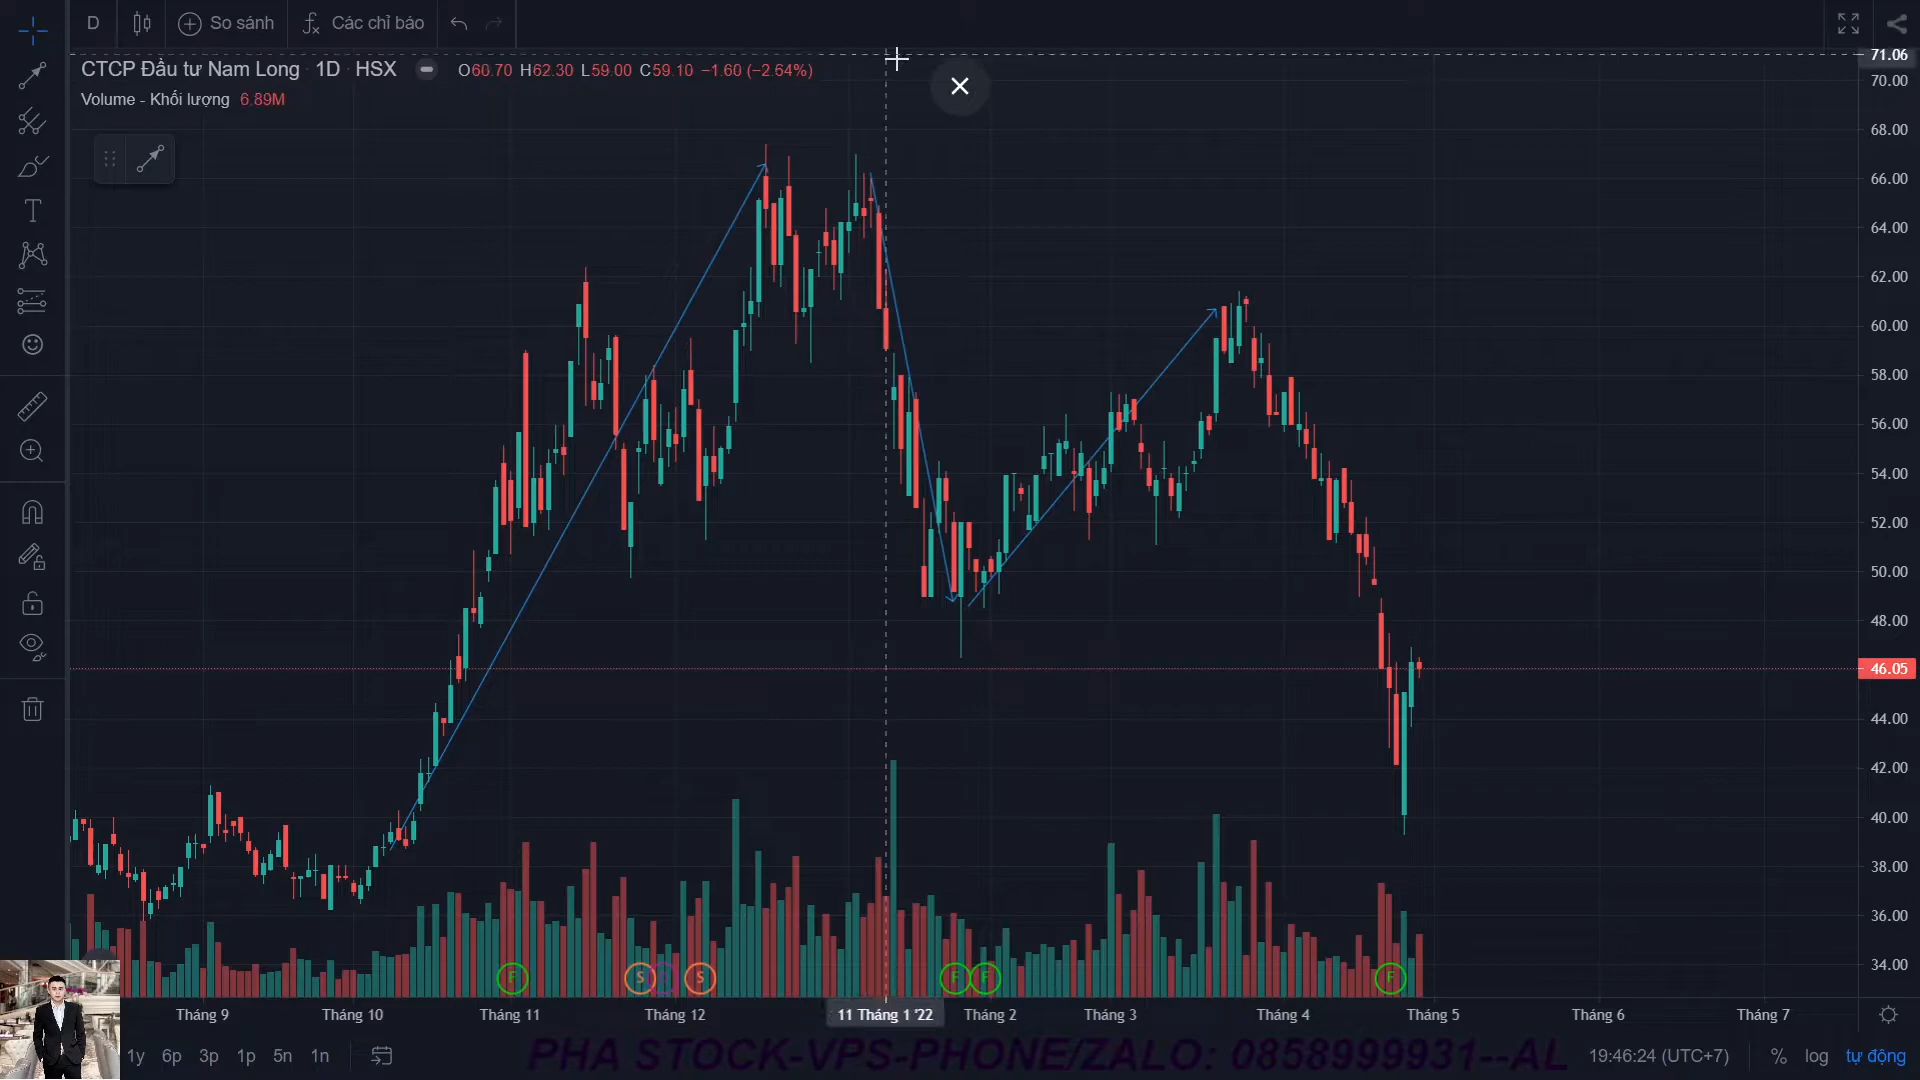 D So sánh Các chỉ báo
71.06
CTCP Đầu tư Nam Long 1D HSX O60.70 H62.30 L59.00 C59.10 −1.60 (−2.64%)
70.00
Volume - Khối lượng 6.89M
68.00
66.00
64.00
62.00
60.00
58.00
56.00
54.00
52.00
50.00
48.00
46.05
44.00
42.00
40.00
38.00
36.00
34.00
F S S F F F
Tháng 9 Tháng 10 Tháng 11 Tháng 12 11 Tháng 1 '22 Tháng 2 Tháng 3 Tháng 4 Tháng 5 Tháng 6 Tháng 7
1y 6p 3p 1p 5n 1n 19:46:24 (UTC+7) % log tự động
PHA STOCK-VPS-PHONE/ZALO: 0858999931--AL